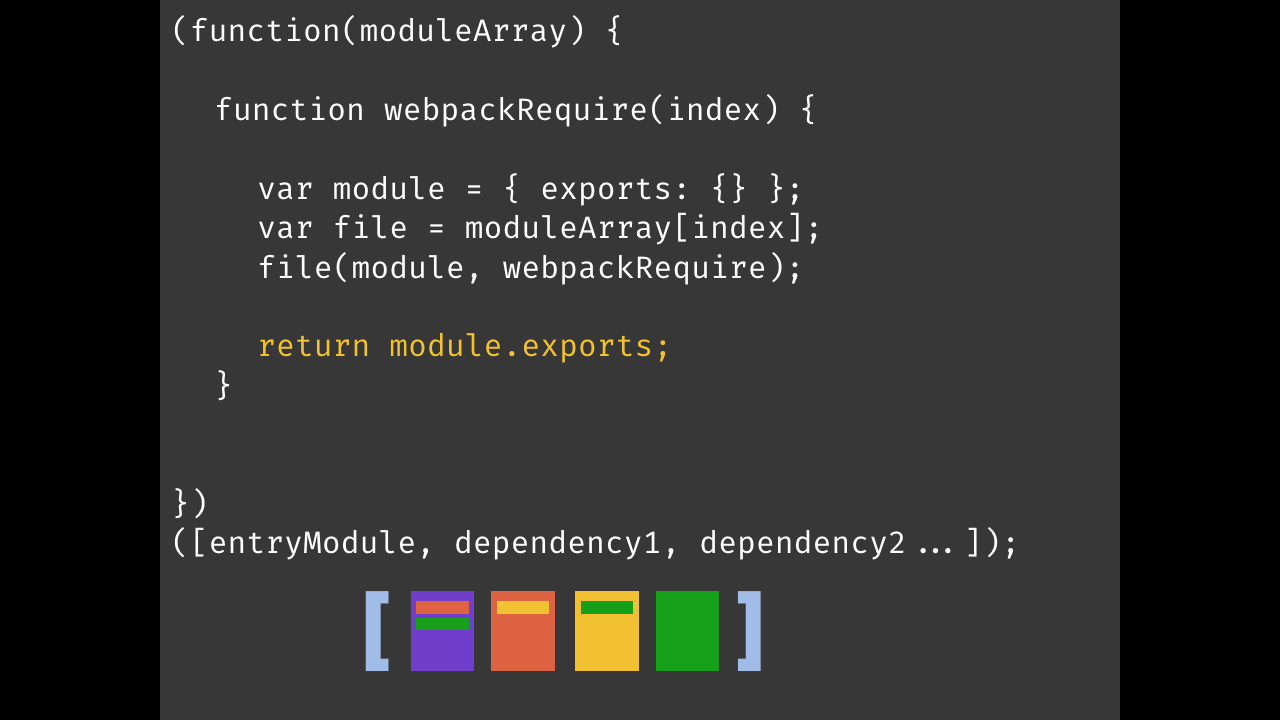 (function(moduleArray) {
function webpackRequire(index) {
var module = { exports: {} };
var file = moduleArray[index];
file(module, webpackRequire);
return module.exports;
}
})
([entryModule, dependency1, dependency2...]);
[ ]